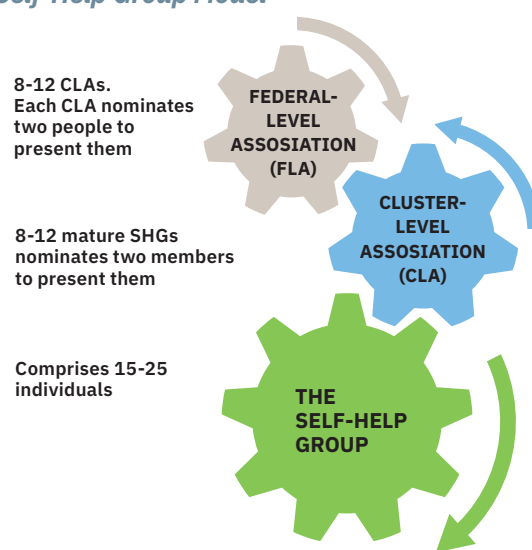 8-12 CLAs.
Each CLA nominates
two people to
present them
FEDERAL-
LEVEL
ASSOSIATION
(FLA)
8-12 mature SHGs
nominates two members
to present them
CLUSTER-
LEVEL
ASSOSIATION
(CLA)
Comprises 15-25
individuals
THE
SELF-HELP
GROUP